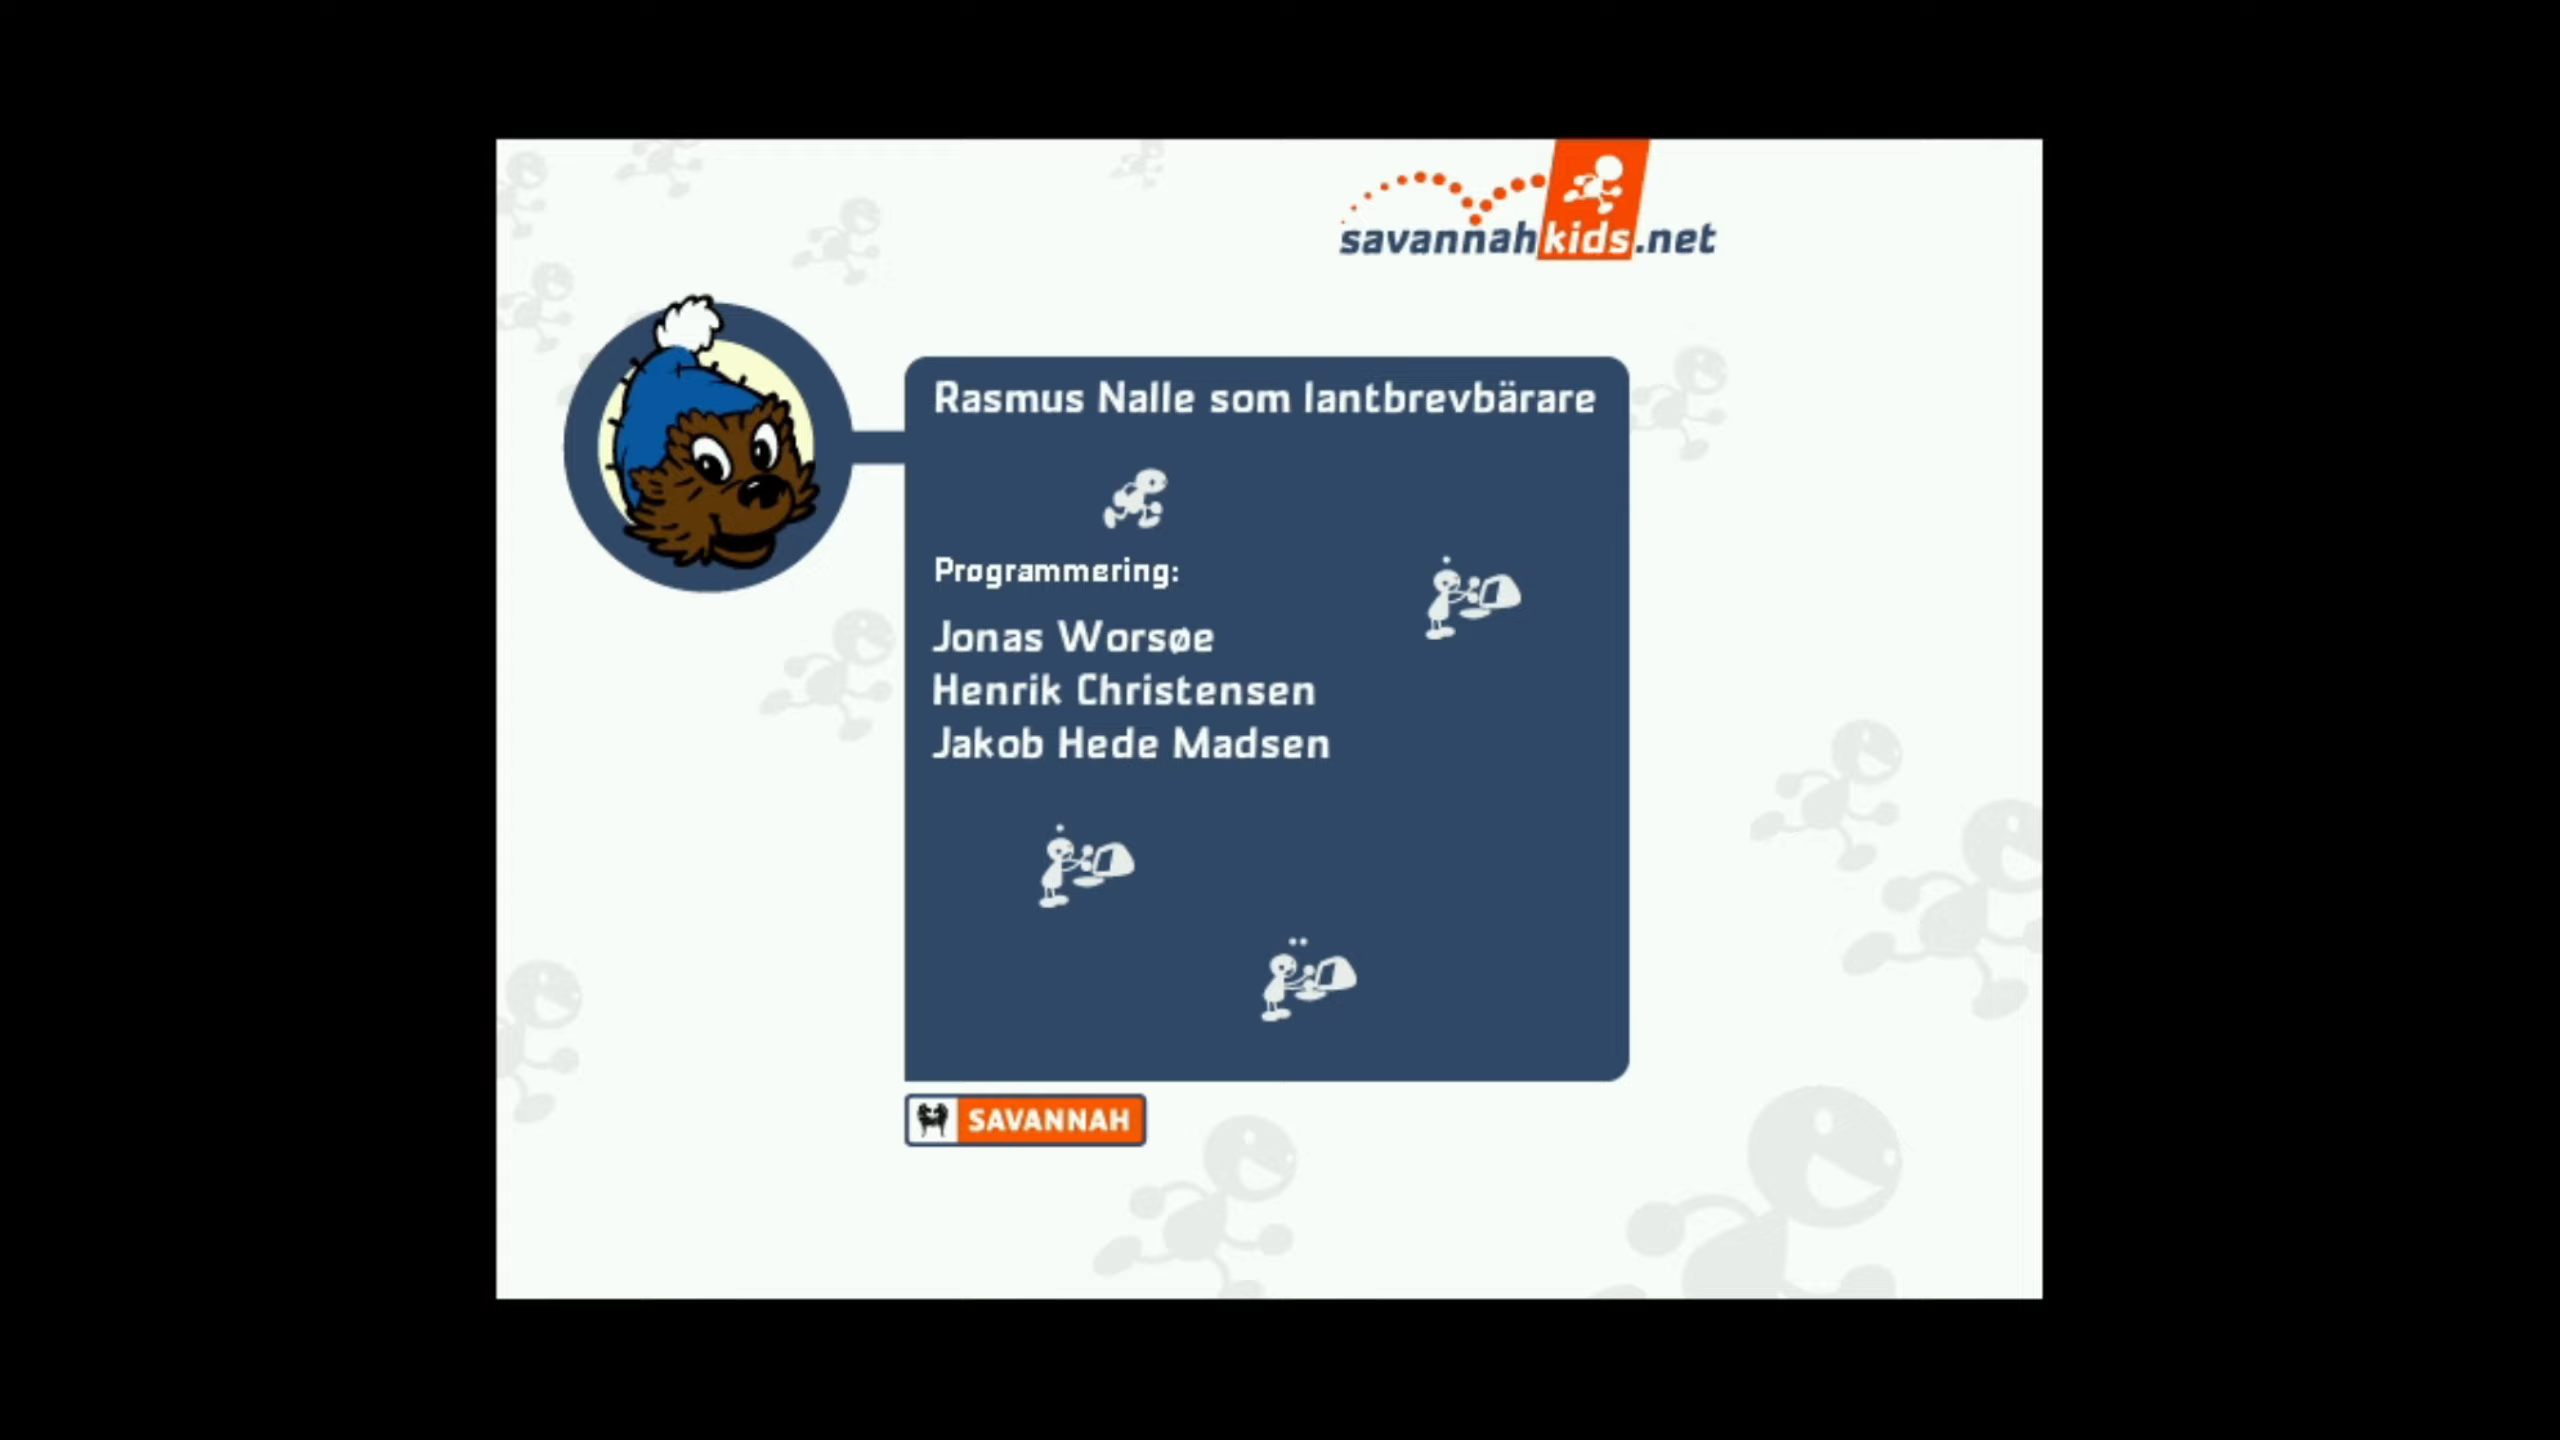 savannahkids.net
Rasmus Nalle som lantbrevbärare
Programmering:
Jonas Worsøe
Henrik Christensen
Jakob Hede Madsen
SAVANNAH